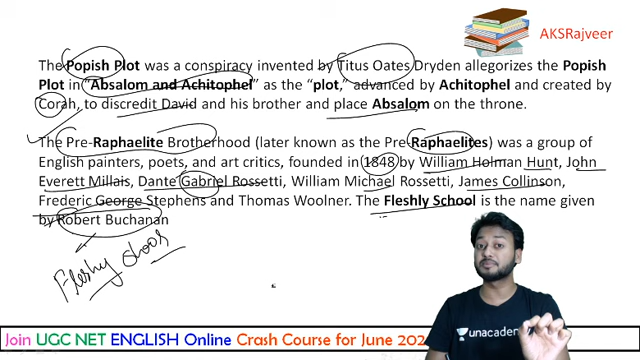 AKSRajveer
The Popish Plot was a conspiracy invented by Titus Oates Dryden allegorizes the Popish
Plot in "Absalom and Achitophel" as the "plot," advanced by Achitophel and created by
Corah, to discredit David and his brother and place Absalom on the throne.
The Pre-Raphaelite Brotherhood (later known as the Pre-Raphaelites) was a group of
English painters, poets, and art critics, founded in 1848 by William Holman Hunt, John
Everett Millais, Dante Gabriel Rossetti, William Michael Rossetti, James Collinson,
Frederic George Stephens and Thomas Woolner. The Fleshly School is the name given
by Robert Buchanan
Fleshy
unacadem
Join UGC NET ENGLISH Online Crash Course for June 202